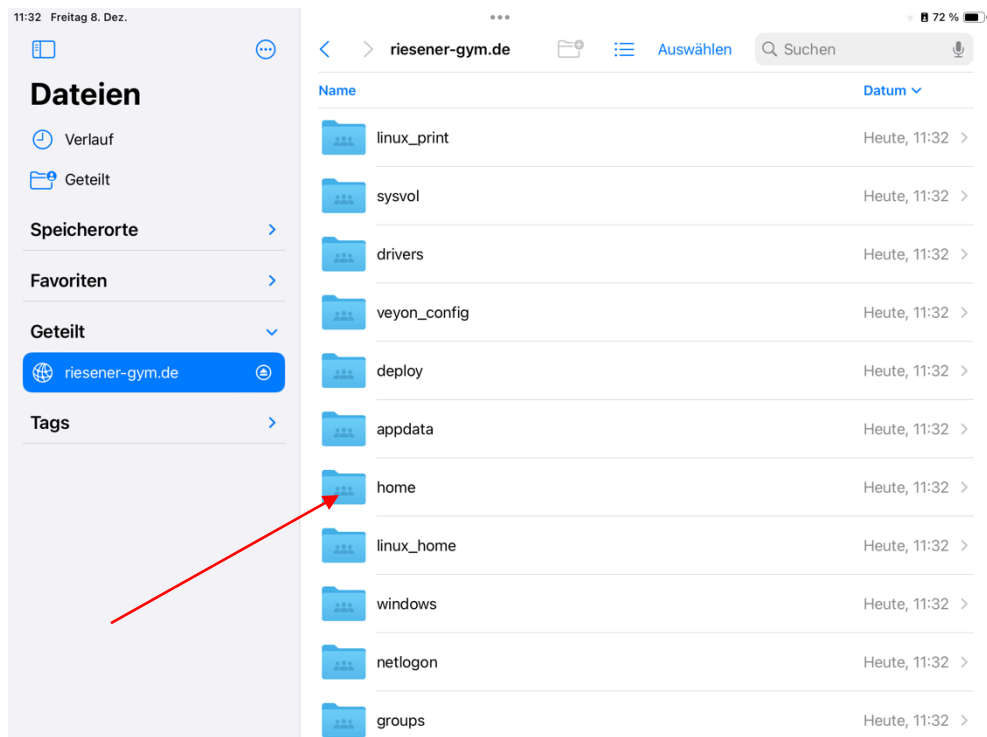 11:32 Freitag 8. Dez.
72 %
riesener-gym.de
Auswählen
Suchen
Dateien
Verlauf
Geteilt
Speicherorte
Favoriten
Geteilt
riesener-gym.de
Tags
Name Datum
linux_print Heute, 11:32
sysvol Heute, 11:32
drivers Heute, 11:32
veyon_config Heute, 11:32
deploy Heute, 11:32
appdata Heute, 11:32
home Heute, 11:32
linux_home Heute, 11:32
windows Heute, 11:32
netlogon Heute, 11:32
groups Heute, 11:32